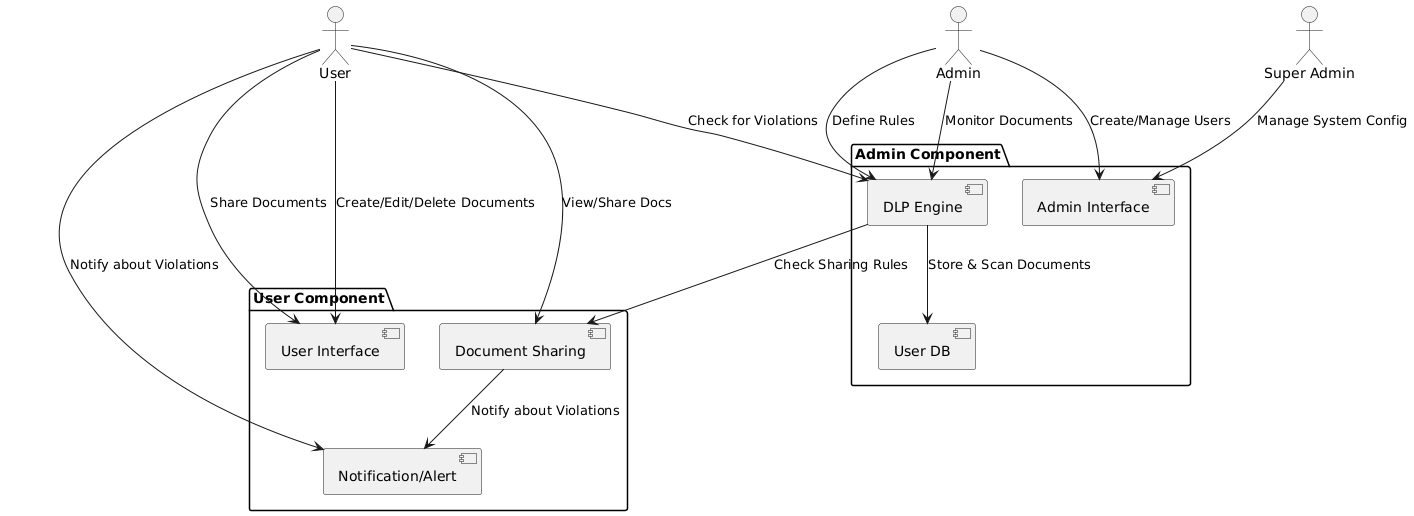 User
Admin
Super Admin
Check for Violations
Define Rules
Monitor Documents
Create/Manage Users
Manage System Config
Admin Component
DLP Engine
Admin Interface
Share Documents
Create/Edit/Delete Documents
View/Share Docs
Notify about Violations
Check Sharing Rules
Store & Scan Documents
User Component
User Interface
Document Sharing
User DB
Notify about Violations
Notification/Alert